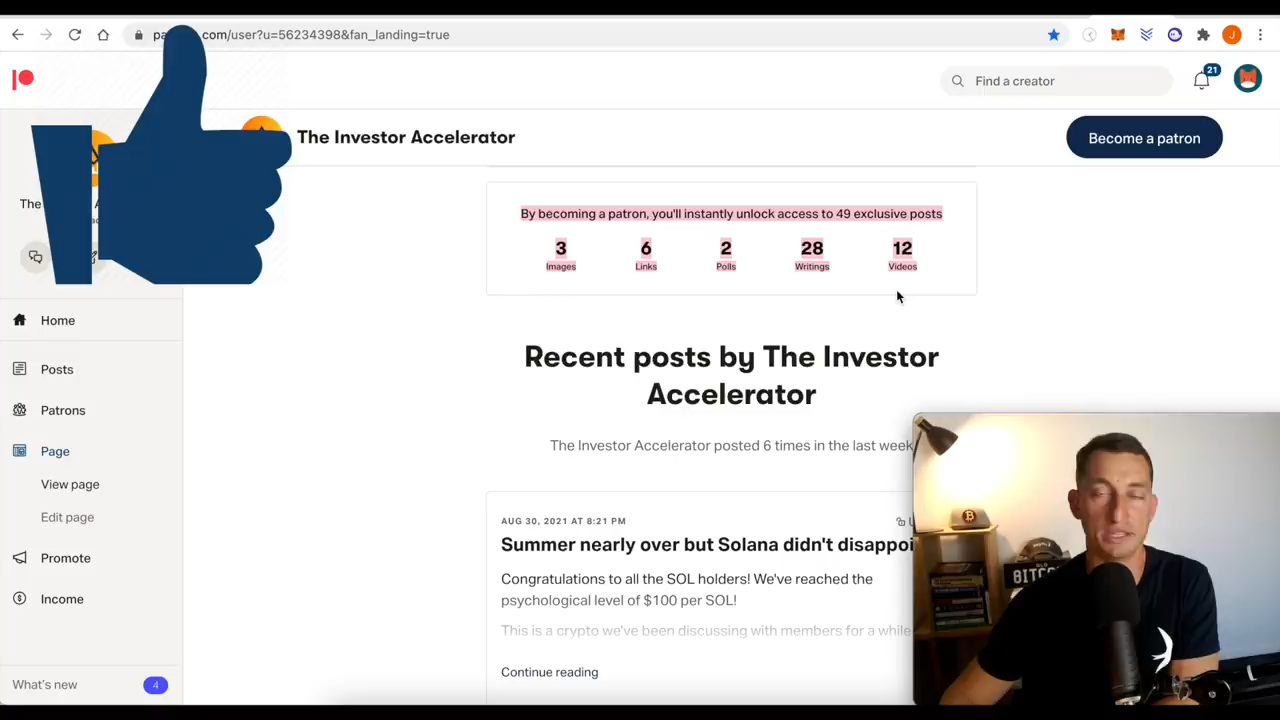 com/user?u=56234398&fan_landing=true
J
Find a creator
21
The Investor Accelerator
Become a patron
The
By becoming a patron, you'll instantly unlock access to 49 exclusive posts
3 6 2 28 12
Images Links Polls Writings Videos
Home
Posts
Patrons
Page
View page
Edit page
Promote
Income
What's new 4
Recent posts by The Investor
Accelerator
The Investor Accelerator posted 6 times in the last week
AUG 30, 2021 AT 8:21 PM
Summer nearly over but Solana didn't
Congratulations to all the SOL holders! We've reached the
psychological level of $100 per SOL!
This is a crypto we've been discussing with members for a while
Continue reading